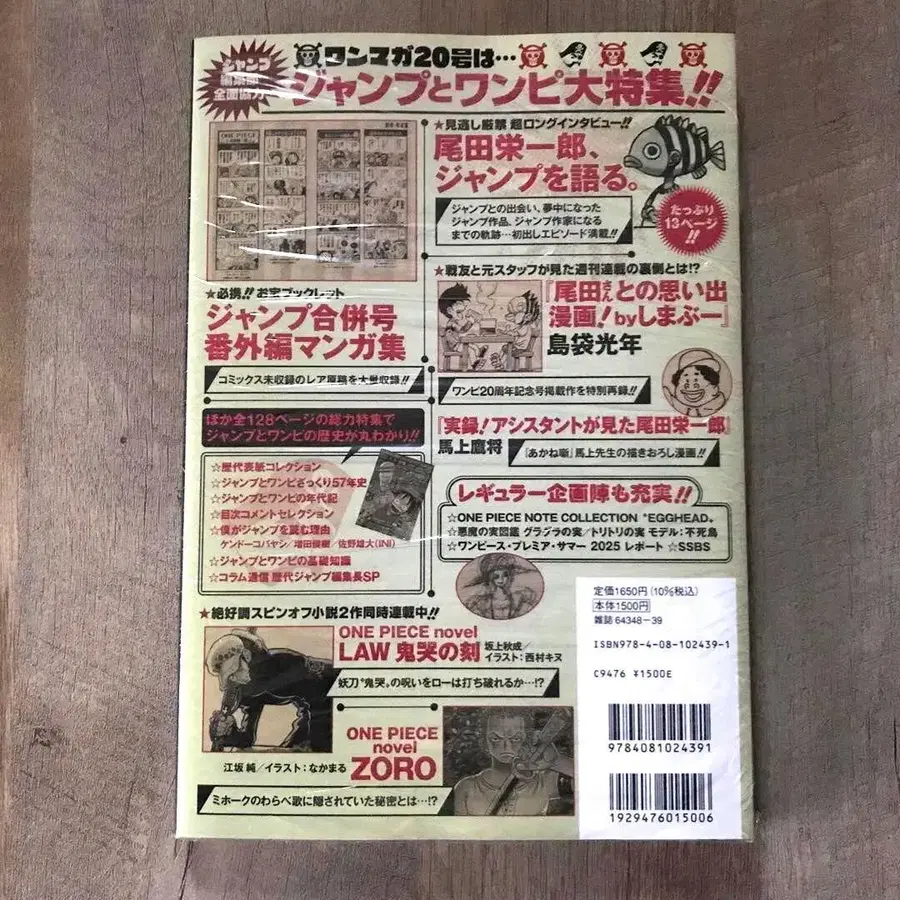 ジャンプ
編集部
全面協力
ワンマガ20号は…
ジャンプとワンピ大特集!!
ONE PIECE
★見逃し厳禁 超ロングインタビュー!!
尾田栄一郎、
ジャンプを語る。
ジャンプとの出会い、夢中になった
ジャンプ作品、ジャンプ作家になる
までの軌跡…初出しエピソード満載!!
たっぷり
13ページ
!!
★必携!! お宝ブックレット
ジャンプ合併号
番外編マンガ集
コミックス未収録のレア原稿を大量収録!!
★戦友と元スタッフが見た週刊連載の裏側とは!?
『尾田さんとの思い出
漫画!byしまぶー』
島袋光年
ワンピ20周年記念号掲載作を特別再録!!
『実録!アシスタントが見た尾田栄一郎』
馬上鷹将
『あかね噺』馬上先生の描きおろし漫画!!
ほか全128ページの総力特集で
ジャンプとワンピの歴史が丸わかり!!
☆歴代表紙コレクション
☆ジャンプとワンピざっくり57年史
☆ジャンプとワンピの年代記
☆目次コメントセレクション
☆僕がジャンプを読む理由
ケンドーコバヤシ/増田俊樹/佐野雄大(INI)
☆ジャンプとワンピの基礎知識
☆コラム通信 歴代ジャンプ編集長SP
レギュラー企画陣も充実!!
☆ONE PIECE NOTE COLLECTION "EGGHEAD"
☆悪魔の実図鑑 グラグラの実/トリトリの実 モデル:不死鳥
☆ワンピース・プレミア・サマー 2025 レポート ☆SSBS
★絶好調スピンオフ小説2作同時連載中!!
ONE PIECE novel
LAW 鬼哭の刻
坂上秋成/
イラスト:西村キヌ
妖刀"鬼哭"の呪いをローは打ち破れるか…!?
ONE PIECE
novel
ZORO
江坂 純/イラスト:なかまる
ミホークのわらべ歌に隠されていた秘密とは…!?
定価1650円(10%税込)
本体1500円
雑誌 64348-39
ISBN978-4-08-102439-1
C9476 ¥1500E
9784081024391
1929476015006